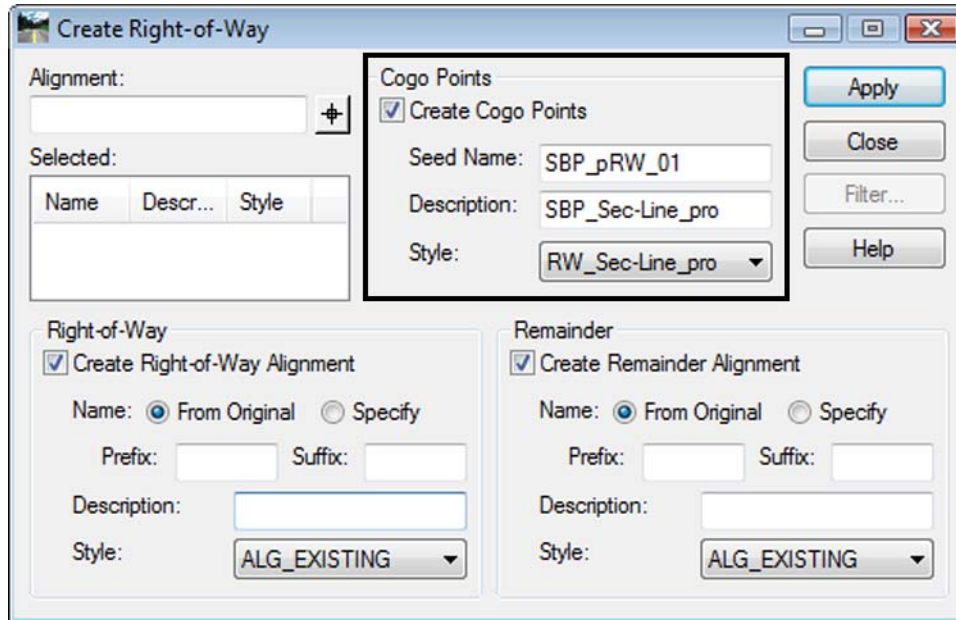 Create Right-of-Way
Alignment:
Selected:
Name Descr... Style
Cogo Points
Create Cogo Points
Seed Name: SBP_pRW_01
Description: SBP_Sec-Line_pro
Style: RW_Sec-Line_pro
Apply
Close
Filter...
Help
Right-of-Way
Create Right-of-Way Alignment
Name: From Original Specify
Prefix: Suffix:
Description:
Style: ALG_EXISTING
Remainder
Create Remainder Alignment
Name: From Original Specify
Prefix: Suffix:
Description:
Style: ALG_EXISTING